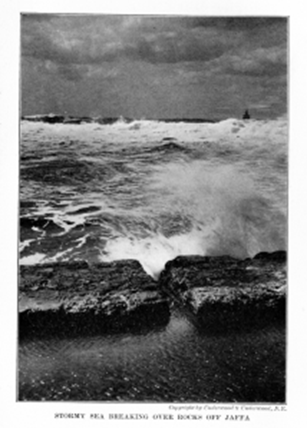 Copyright by Underwood & Underwood, N.Y.
STORMY SEA BREAKING OVER ROCKS OFF JAFFA